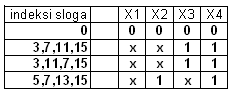 indeksi sloga X1 X2 X3 X4
0 0 0 0 0
3,7,11,15 x x 1 1
3,11,7,15 x x 1 1
5,7,13,15 x 1 x 1